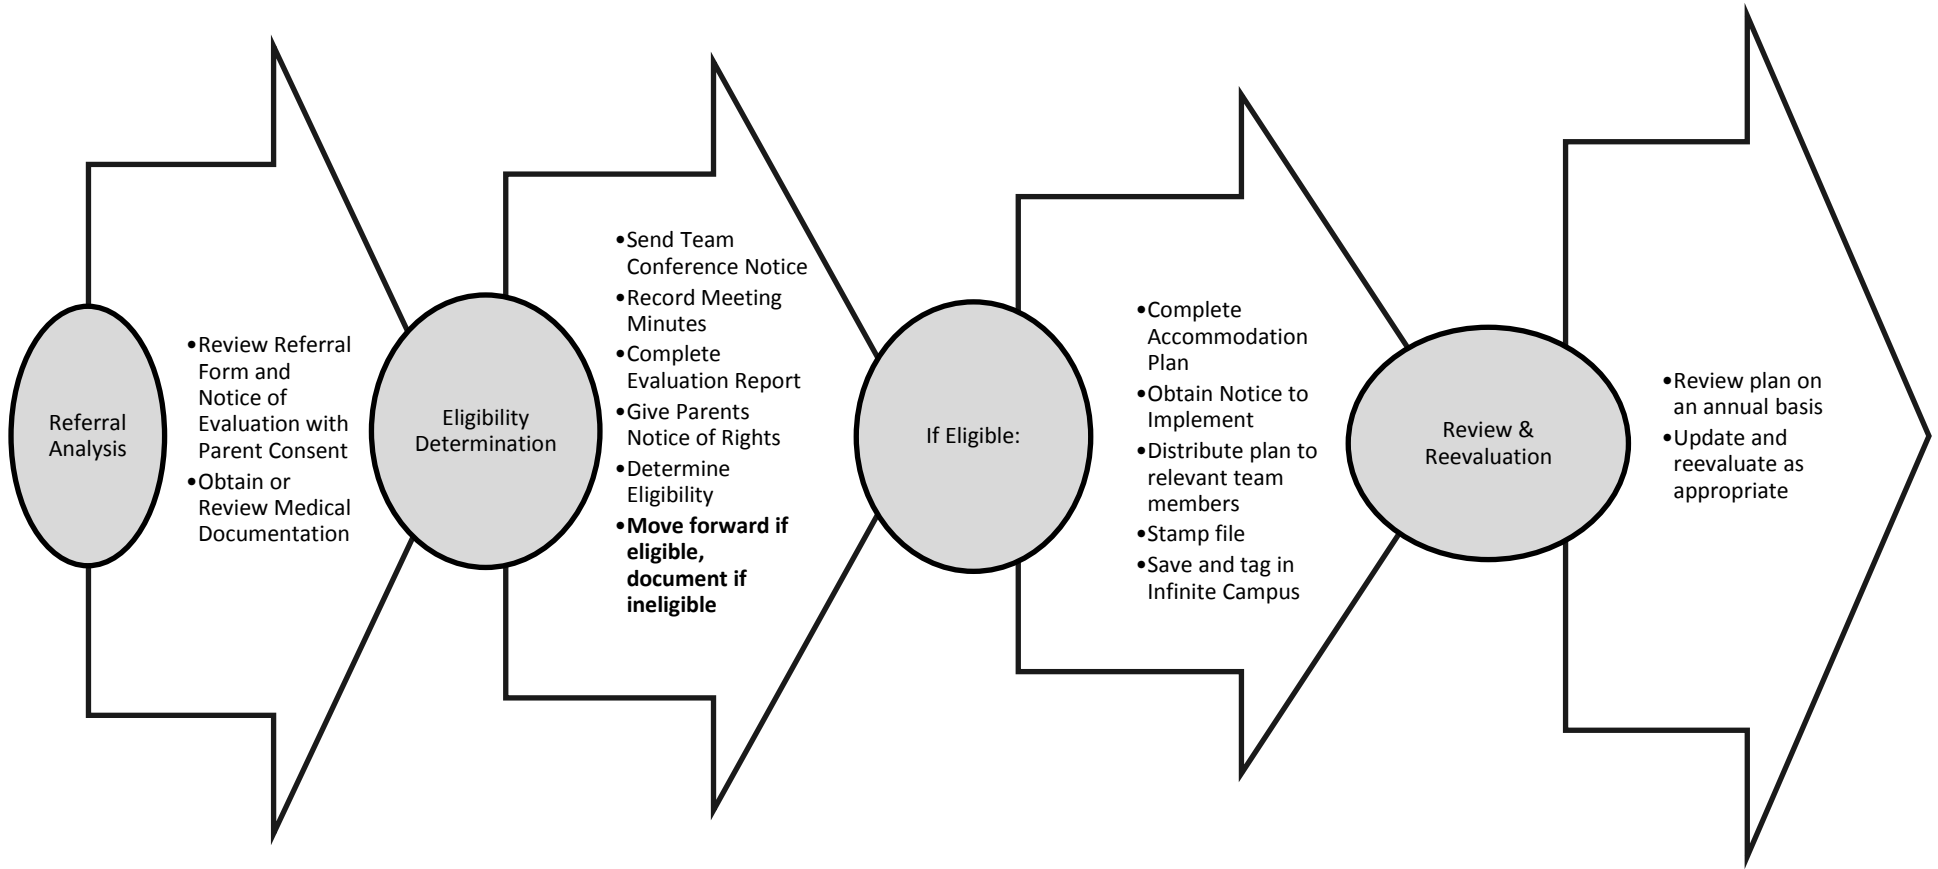 Referral
Analysis
•Review Referral
Form and
Notice of
Evaluation with
Parent Consent
•Obtain or
Review Medical
Documentation
Eligibility
Determination
•Send Team
Conference Notice
•Record Meeting
Minutes
•Complete
Evaluation Report
•Give Parents
Notice of Rights
•Determine
Eligibility
•Move forward if
eligible,
document if
ineligible
If Eligible:
•Complete
Accommodation
Plan
•Obtain Notice to
Implement
•Distribute plan to
relevant team
members
•Stamp file
•Save and tag in
Infinite Campus
Review &
Reevaluation
•Review plan on
an annual basis
•Update and
reevaluate as
appropriate